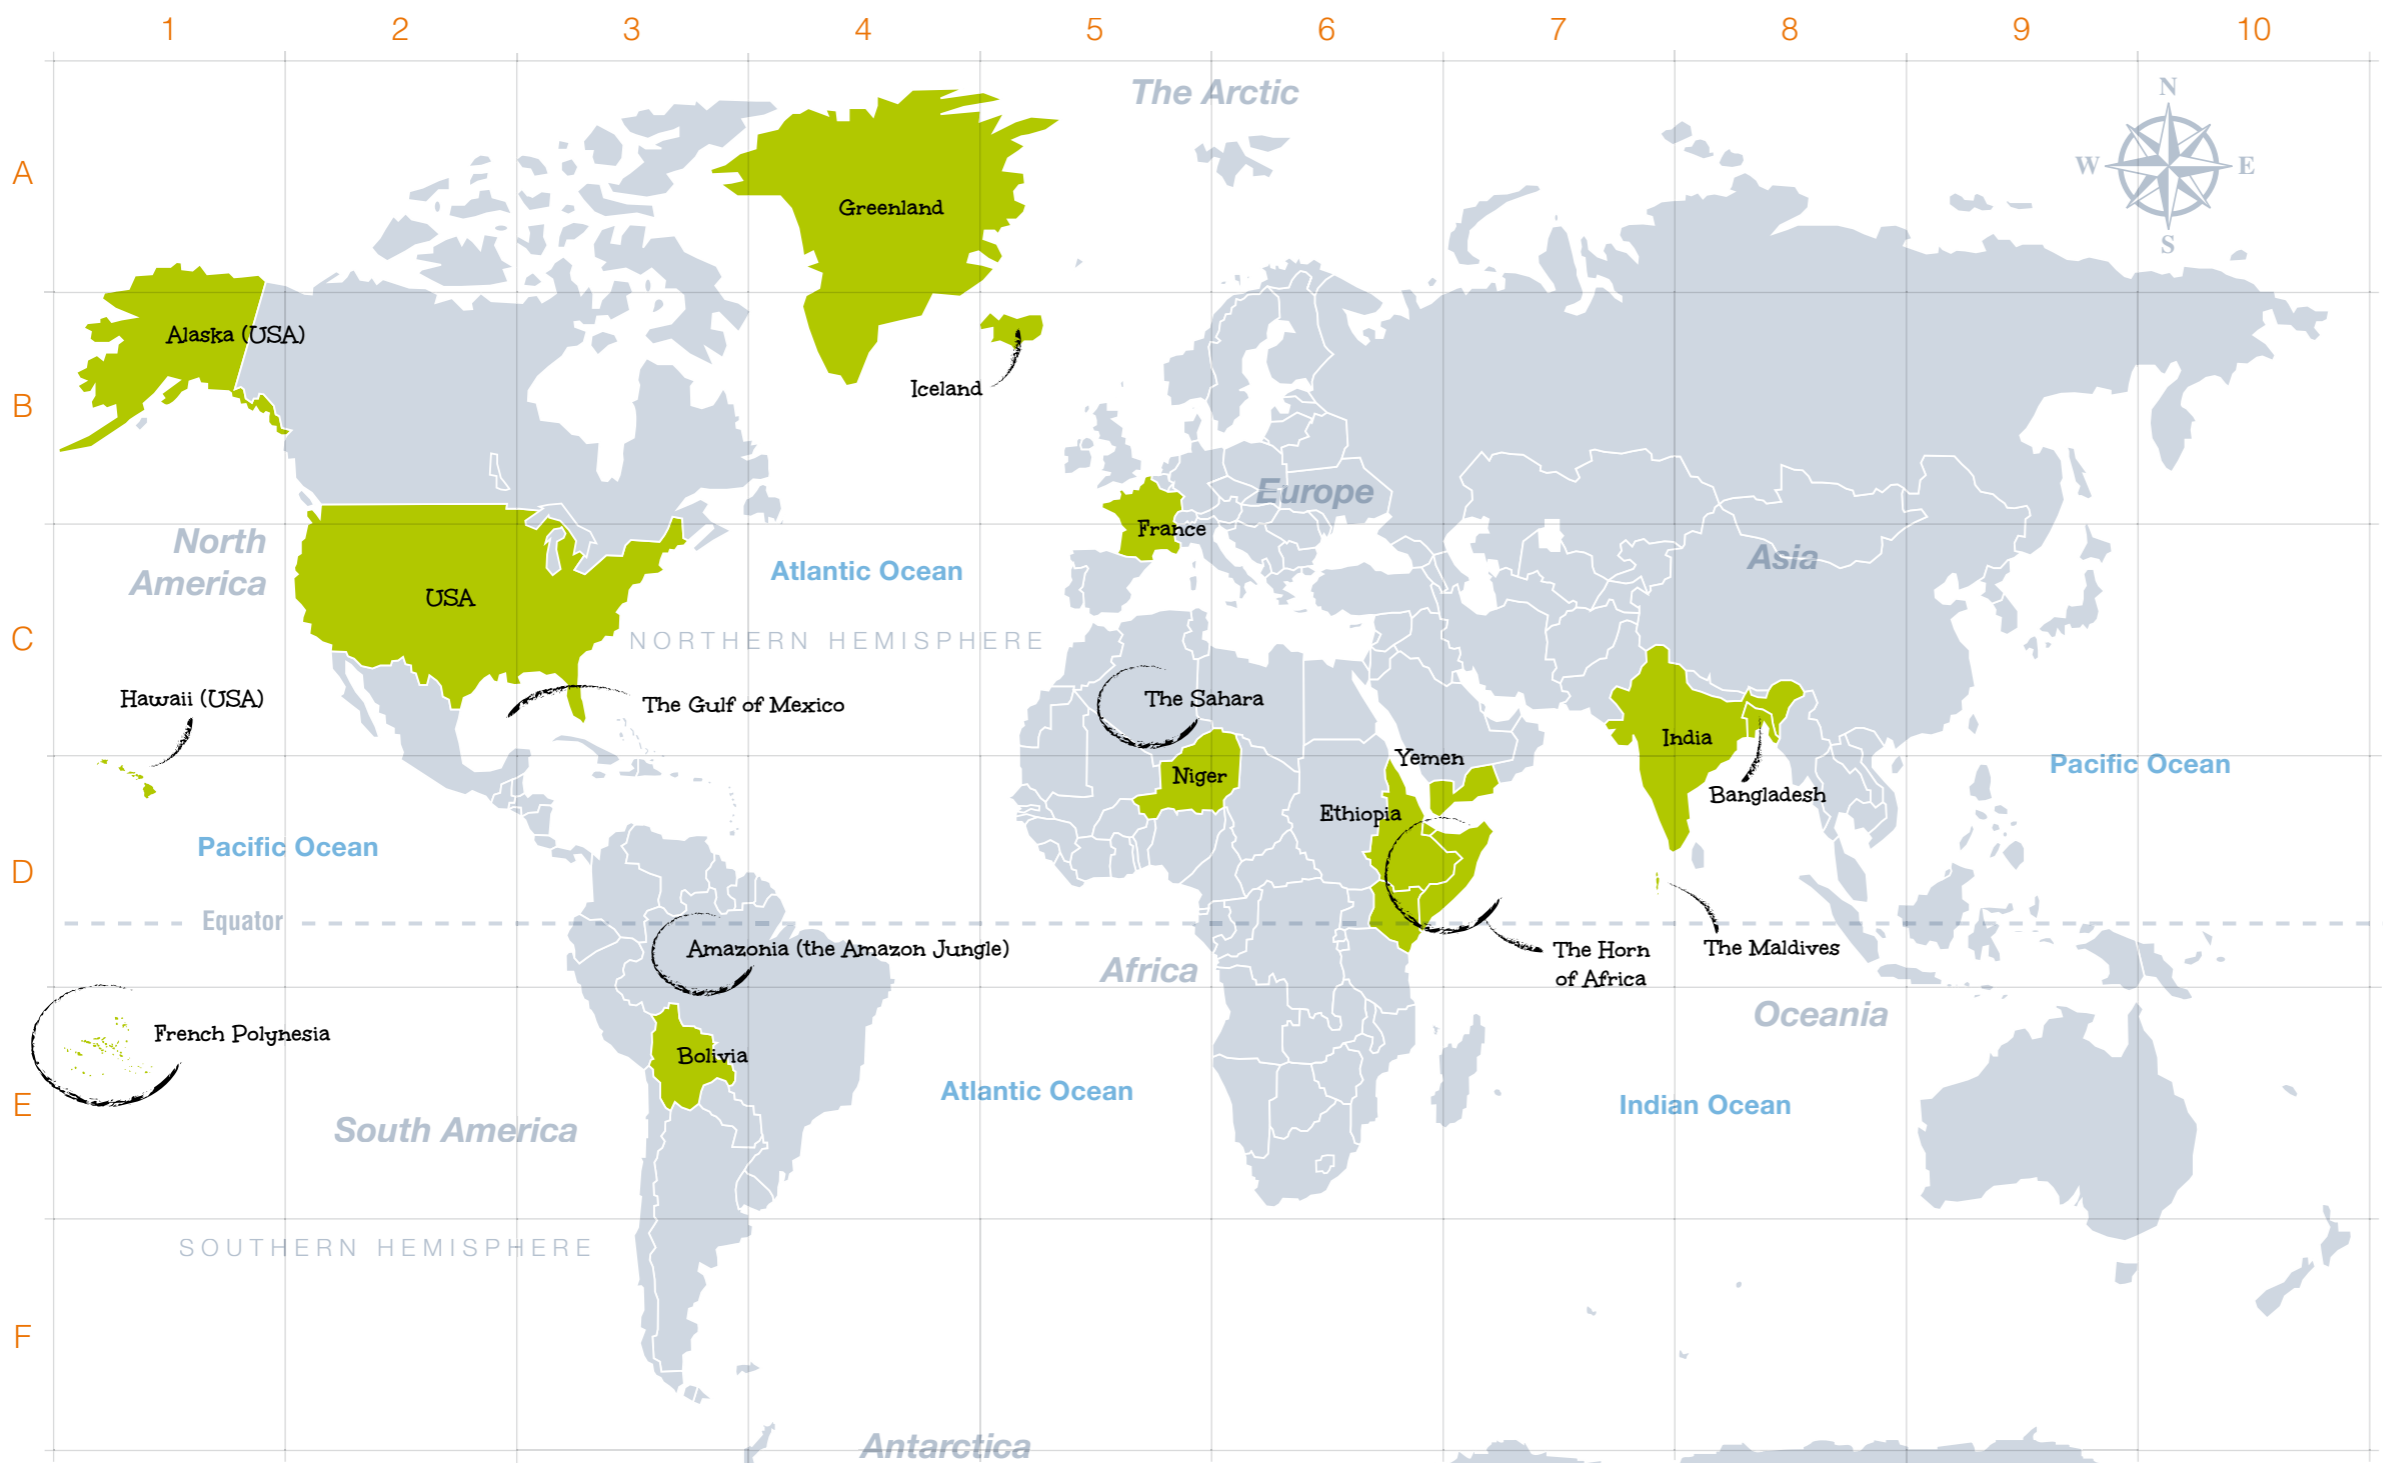 1 2 3 4 5 6 7 8 9 10
The Arctic
N
W E
S
A
Greenland
Alaska (USA)
Iceland
B
Europe
North
America
France
Atlantic Ocean
Asia
USA
C
NORTHERN HEMISPHERE
Hawaii (USA)
The Gulf of Mexico
The Sahara
India
Yemen
Pacific Ocean
Niger
Bangladesh
Ethiopia
Pacific Ocean
D
Equator
Amazonia (the Amazon Jungle)
The Horn
of Africa
The Maldives
Africa
Oceania
French Polynesia
Bolivia
Atlantic Ocean
Indian Ocean
E
South America
SOUTHERN HEMISPHERE
F
Antarctica